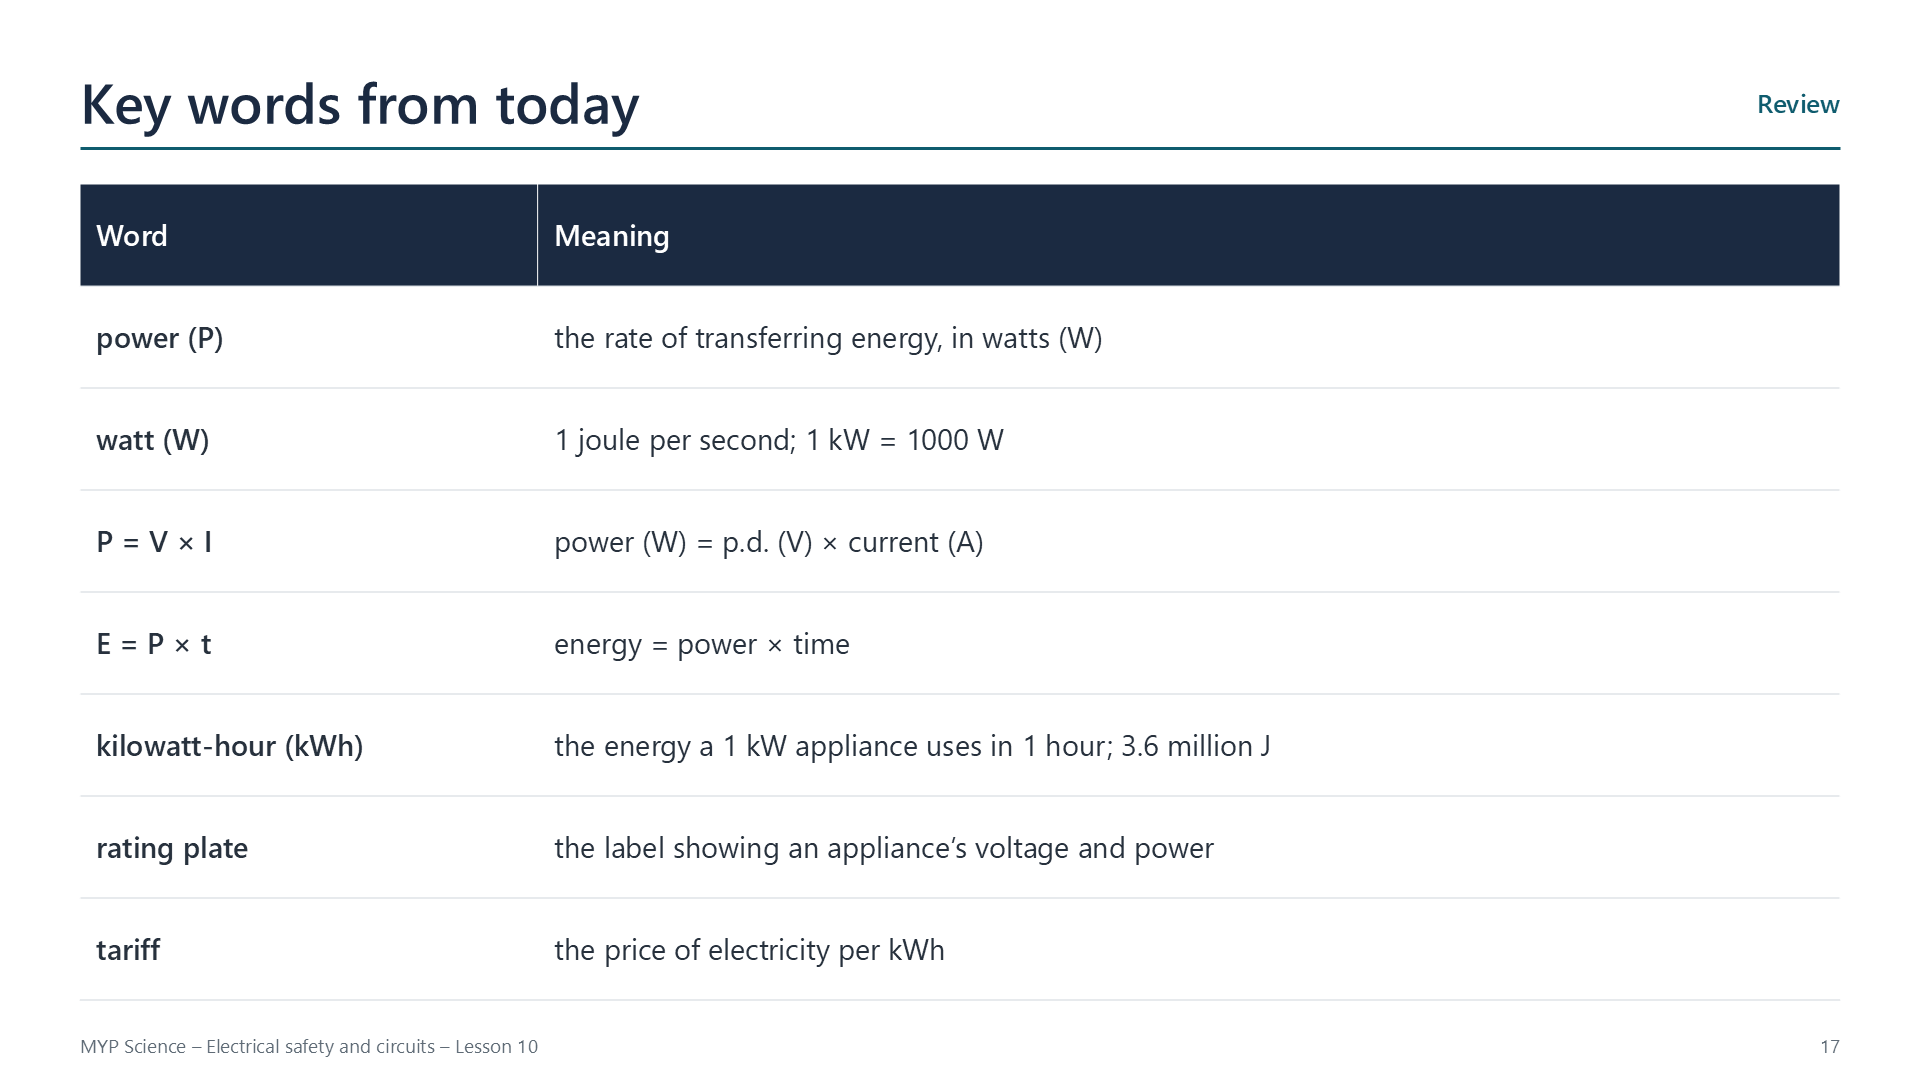 Key words from today
Review
Word Meaning
power (P) the rate of transferring energy, in watts (W)
watt (W) 1 joule per second; 1 kW = 1000 W
P = V × I power (W) = p.d. (V) × current (A)
E = P × t energy = power × time
kilowatt-hour (kWh) the energy a 1 kW appliance uses in 1 hour; 3.6 million J
rating plate the label showing an appliance’s voltage and power
tariff the price of electricity per kWh
MYP Science – Electrical safety and circuits – Lesson 10
17